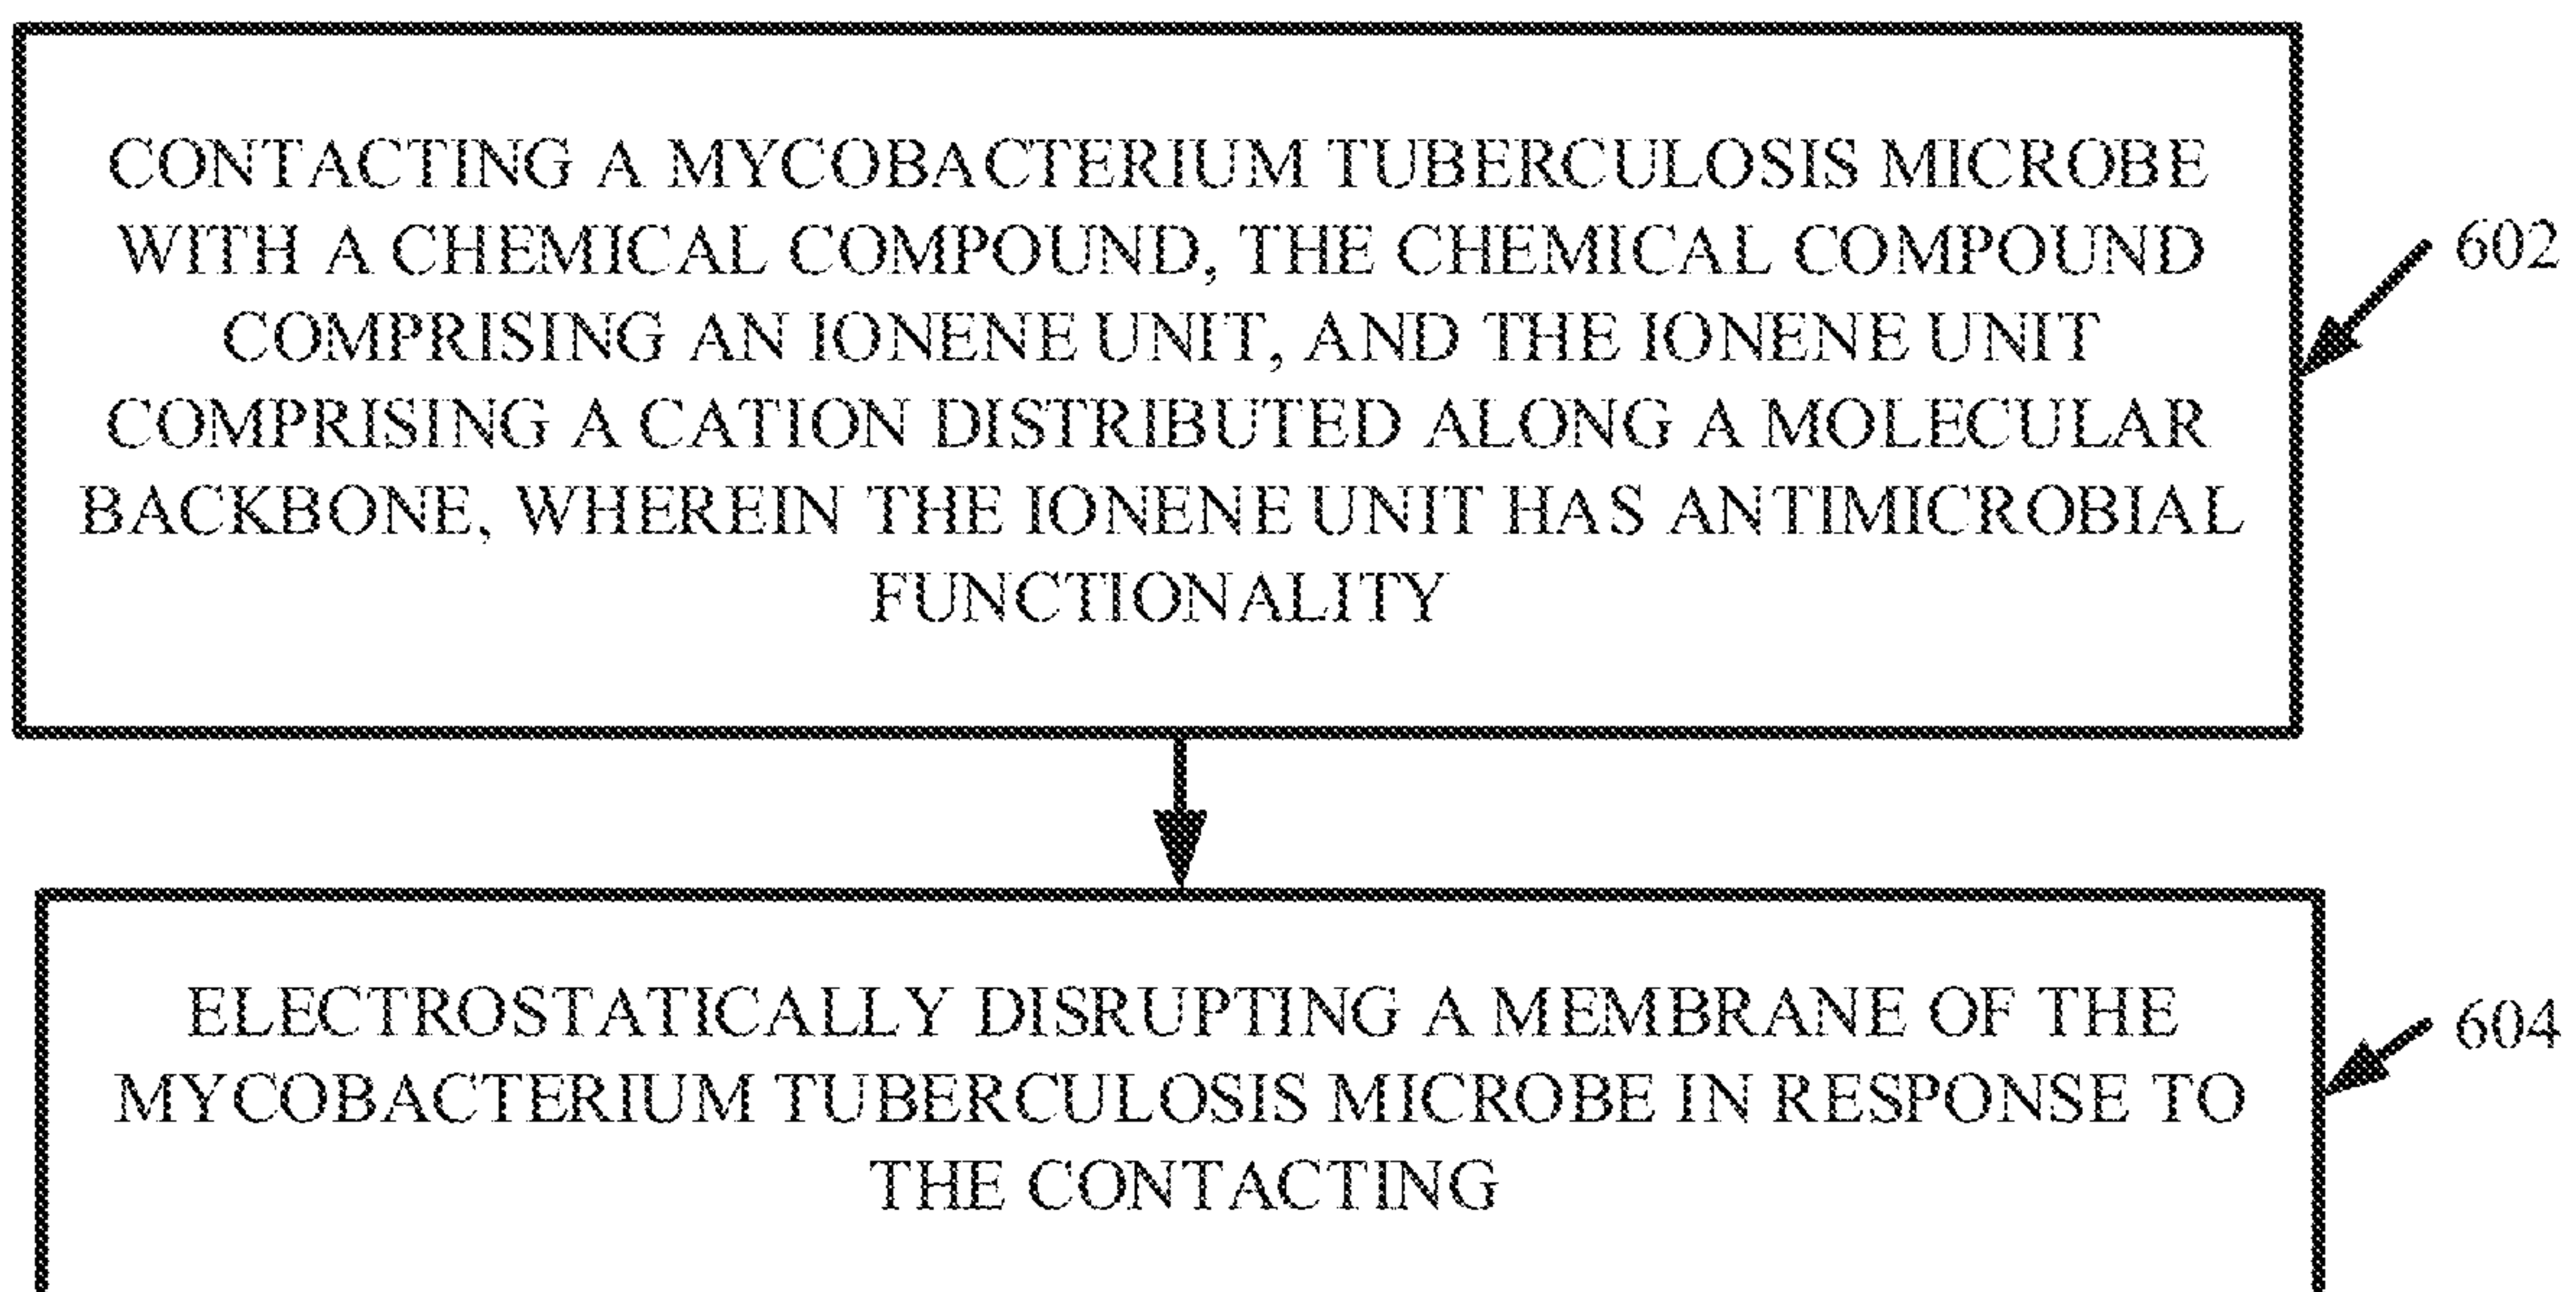 CONTACTING A MYCOBACTERIUM TUBERCULOSIS MICROBE
WITH A CHEMICAL COMPOUND, THE CHEMICAL COMPOUND
COMPRISING AN IONENE UNIT, AND THE IONENE UNIT
COMPRISING A CATION DISTRIBUTED ALONG A MOLECULAR
BACKBONE, WHEREIN THE IONENE UNIT HAS ANTIMICROBIAL
FUNCTIONALITY
602
ELECTROSTATICALLY DISRUPTING A MEMBRANE OF THE
MYCOBACTERIUM TUBERCULOSIS MICROBE IN RESPONSE TO
THE CONTACTING
604